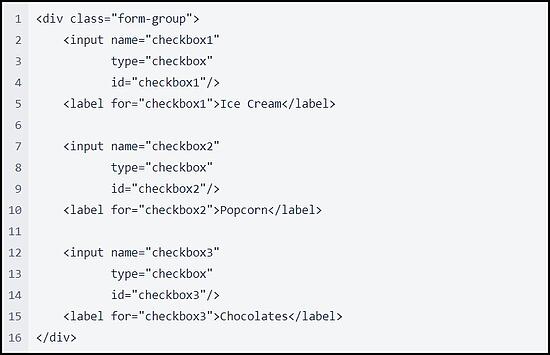 1 <div class="form-group">
2     <input name="checkbox1"
3            type="checkbox"
4            id="checkbox1"/>
5     <label for="checkbox1">Ice Cream</label>
6
7     <input name="checkbox2"
8            type="checkbox"
9            id="checkbox2"/>
10     <label for="checkbox2">Popcorn</label>
11
12     <input name="checkbox3"
13            type="checkbox"
14            id="checkbox3"/>
15     <label for="checkbox3">Chocolates</label>
16 </div>